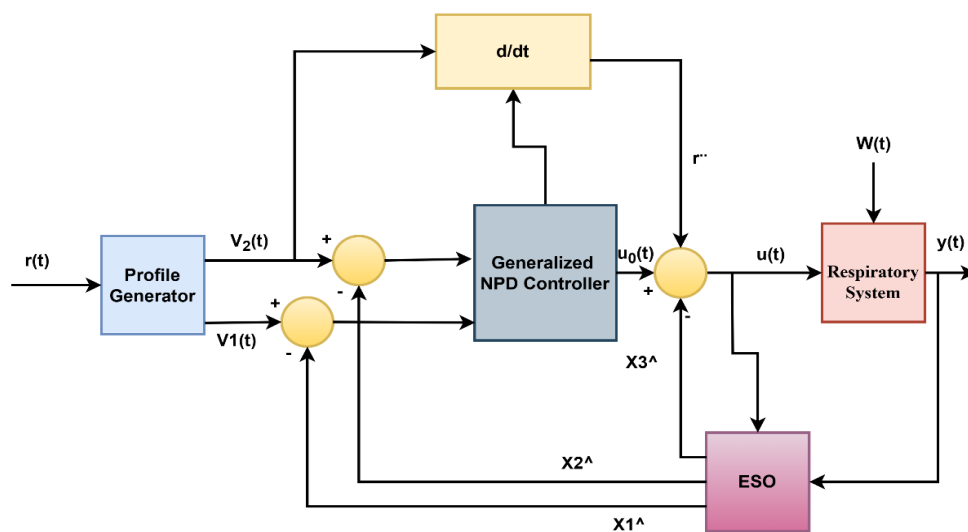 d/dt
r(t)
Profile
Generator
V₂(t)
V1(t)
+
-
+
-
Generalized
NPD Controller
u₀(t)
r¨
+
-
u(t)
W(t)
Respiratory
System
y(t)
X3^
X2^
X1^
ESO